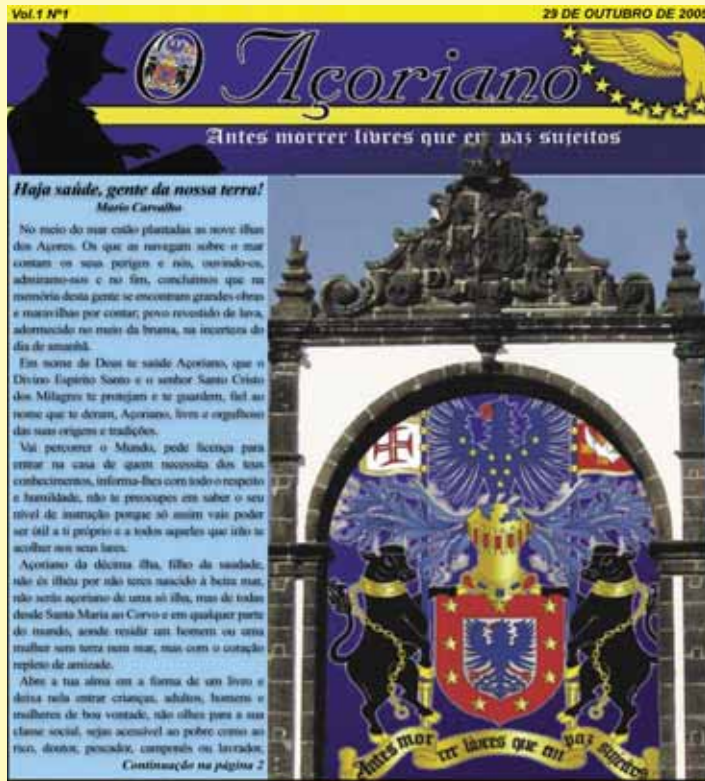 Vol.1 Nº1
29 DE OUTUBRO DE 2005
O Açoriano
Antes morrer livres que em paz sujeitos
Haja saúde, gente da nossa terra!
Mario Carvalho
No meio do mar estão plantadas as nove ilhas
dos Açores. Os que as navegam sobre o mar
contam os seus perigos e nós, ouvindo-os,
admiramo-nos e no fim, concluimos que na
memória desta gente se encontram grandes obras
e maravilhas por contar; povo revestido de lava,
adormecido no meio da bruma, na incerteza do
dia de amanhã.
Em nome de Deus te saúde Açoriano, que o
Divino Espirito Santo e o senhor Santo Cristo
dos Milagres te protejam e te guardem, fiel ao
nome que te deram, Açoriano, livre e orgulhoso
das suas origens e tradições.
Vai percorrer o Mundo, pede licença para
entrar na casa de quem necessita dos teus
conhecimentos, informa-lhes com todo o respeito
e humildade, não te preocupes em saber o seu
nível de instrução porque só assim vais poder
ser útil a ti próprio e a todos aqueles que irão te
acolher nos seus lares.
Açoriano da décima ilha, filho da saudade,
não és ilhéu por não teres nascido à beira mar,
não serás açoriano de uma só ilha, mas de todas
desde Santa Maria ao Corvo e em qualquer parte
do mundo, aonde residir um homem ou uma
mulher sem terra nem mar, mas com o coração
repleto de amizade.
Abre a tua alma em a forma de um livro e
deixa nela entrar crianças, adultos, homens e
mulheres de boa vontade, não olhes para a sua
classe social, sejas acessível ao pobre como ao
rico, doutor, pescador, camponês ou lavrador,
Continuação na página 2
Antes morrer livres que em paz sujeitos